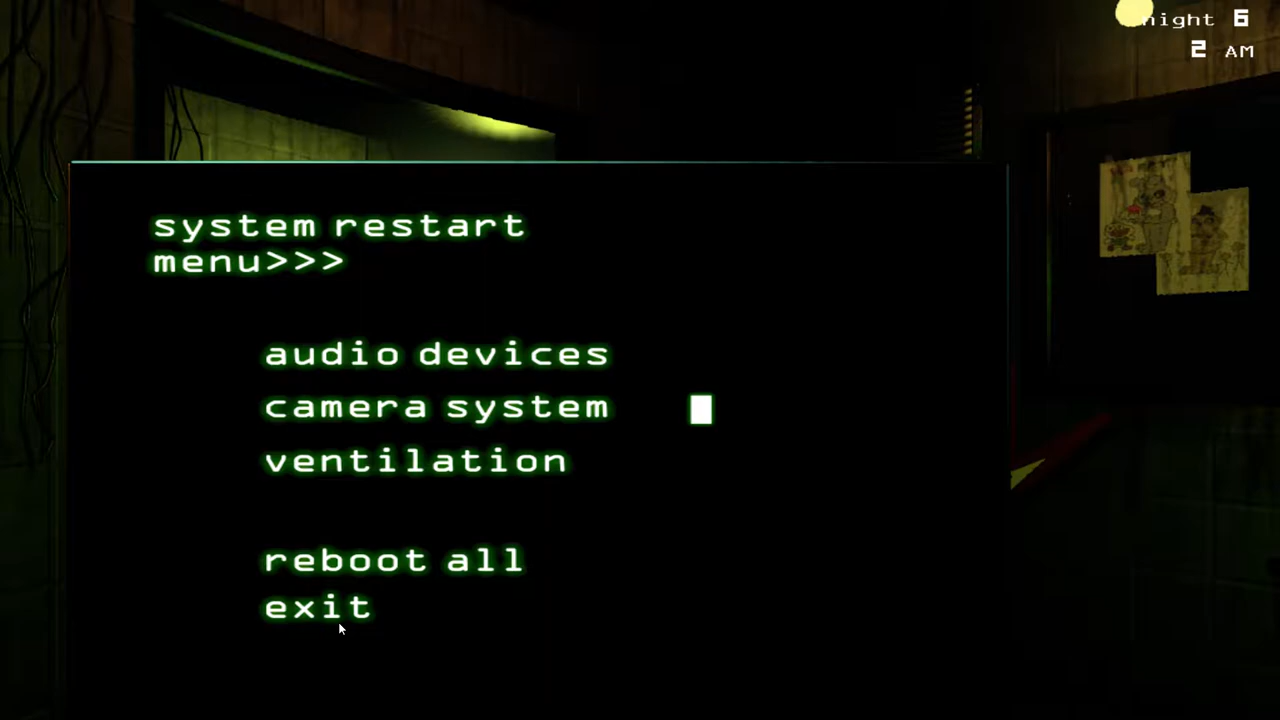 night 6
2 AM
system restart
menu>>>
audio devices
camera system
ventilation
reboot all
exit